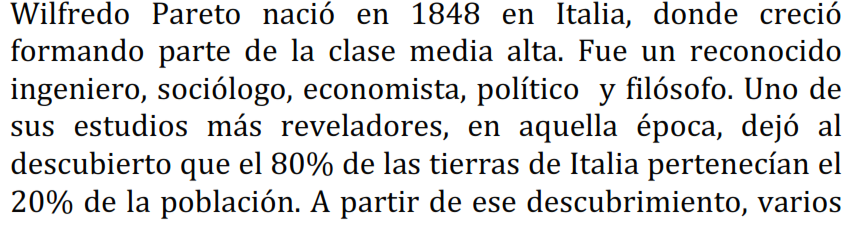 Wilfredo Pareto nació en 1848 en Italia, donde creció
formando parte de la clase media alta. Fue un reconocido
ingeniero, sociólogo, economista, político  y filósofo. Uno de
sus estudios más reveladores, en aquella época, dejó al
descubierto que el 80% de las tierras de Italia pertenecían el
20% de la población. A partir de ese descubrimiento, varios